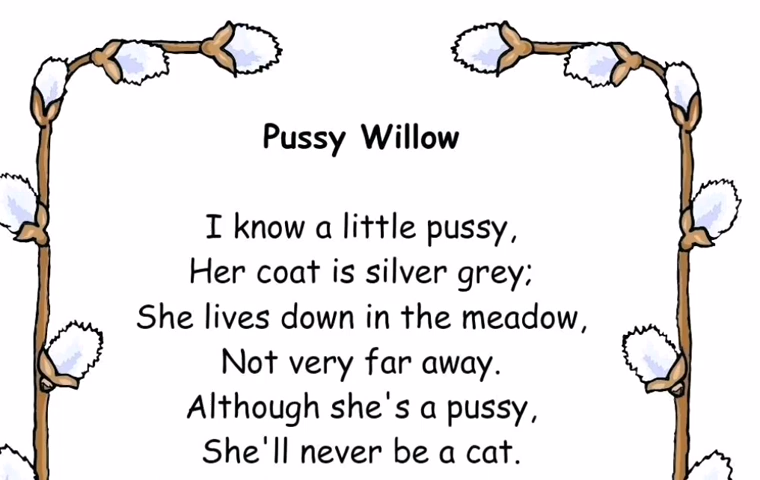 Pussy Willow
I know a little pussy,
Her coat is silver grey;
She lives down in the meadow,
Not very far away.
Although she's a pussy,
She'll never be a cat.